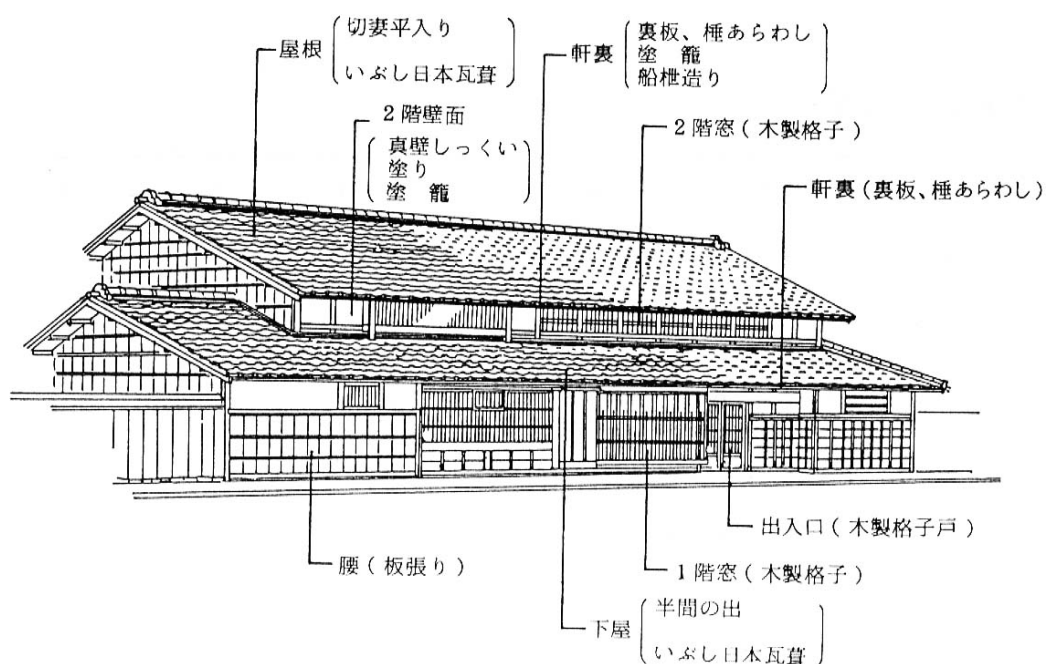 屋根
切妻平入り
いぶし日本瓦葺
軒裏
裏板、棰あらわし
塗 籠
船枻造り
2階壁面
真壁しっくい
塗り
塗 籠
2階窓(木製格子)
軒裏(裏板、棰あらわし)
出入口(木製格子戸)
腰(板張り)
1階窓(木製格子)
下屋
半間の出
いぶし日本瓦葺